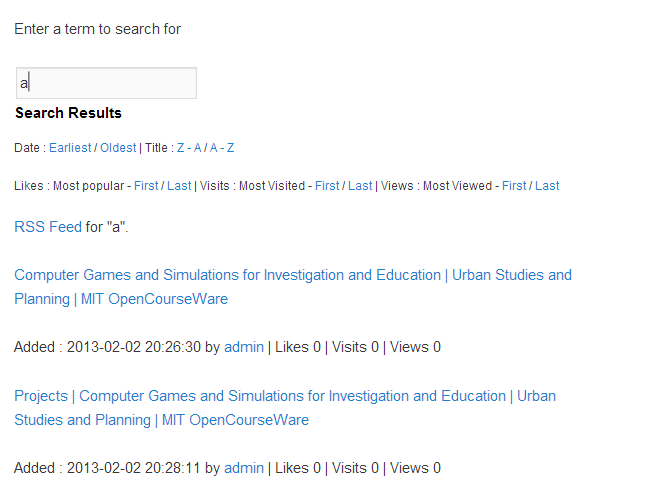 Enter a term to search for
a
Search Results
Date : Earliest / Oldest | Title : Z - A / A - Z
Likes : Most popular - First / Last | Visits : Most Visited - First / Last | Views : Most Viewed - First / Last
RSS Feed for "a".
Computer Games and Simulations for Investigation and Education | Urban Studies and
Planning | MIT OpenCourseWare
Added : 2013-02-02 20:26:30 by admin | Likes 0 | Visits 0 | Views 0
Projects | Computer Games and Simulations for Investigation and Education | Urban
Studies and Planning | MIT OpenCourseWare
Added : 2013-02-02 20:28:11 by admin | Likes 0 | Visits 0 | Views 0